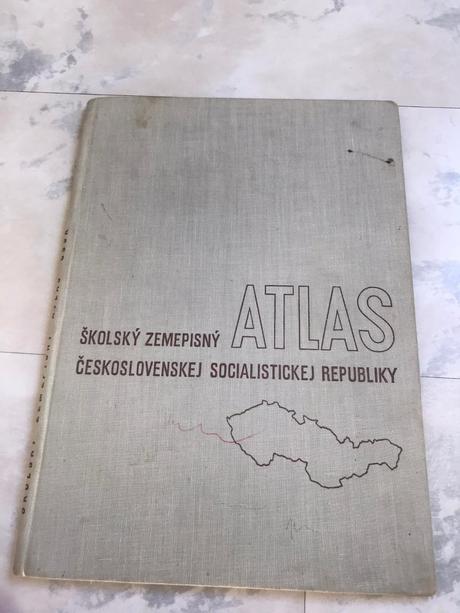 ŠKOLSKÝ ZEMEPISNÝ ATLAS
ČESKOSLOVENSKEJ SOCIALISTICKEJ REPUBLIKY